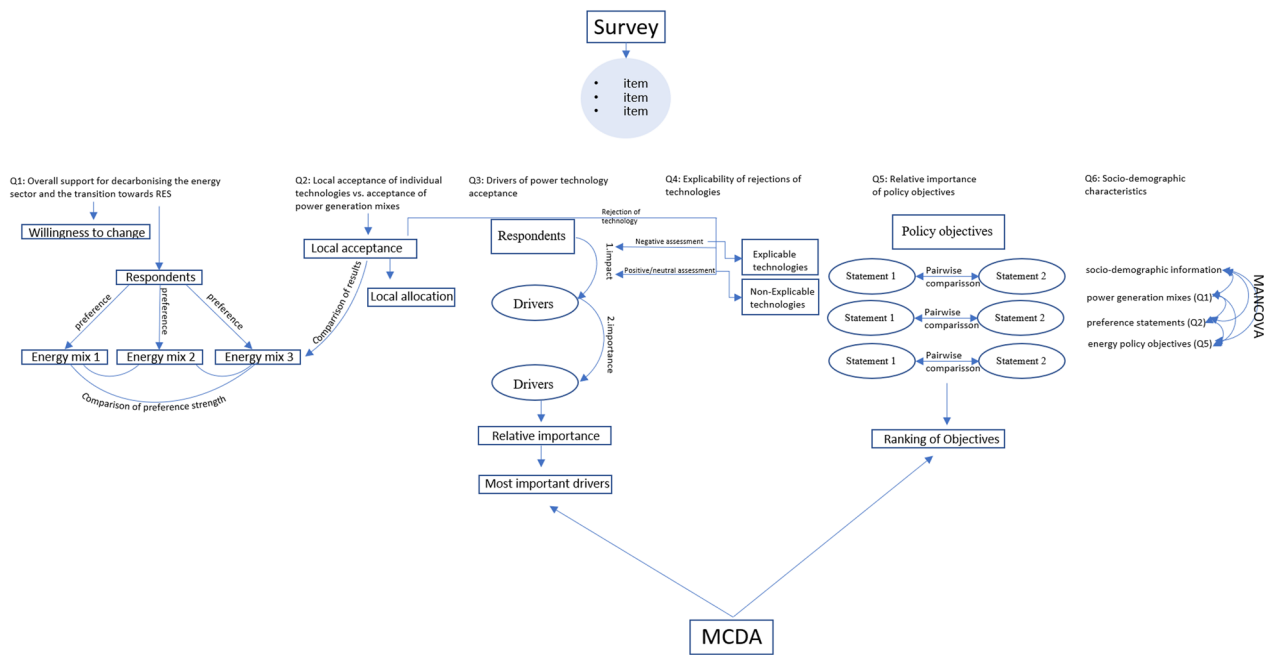 Survey
• item
• item
• item
Q1: Overall support for decarbonising the energy
sector and the transition towards RES
Willingness to change
Respondents
preference
preference
preference
Energy mix 1
Energy mix 2
Energy mix 3
Comparison of preference strength
Q2: Local acceptance of individual
technologies vs. acceptance of
power generation mixes
Local acceptance
Local allocation
Comparison of results
Q3: Drivers of power technology
acceptance
Respondents
1.impact
Drivers
2.importance
Drivers
Relative importance
Most important drivers
Q4: Explicability of rejections of
technologies
Rejection of
technology
Negative assessment
Positive/neutral assessment
Explicable
technologies
Non-Explicable
technologies
Q5: Relative importance
of policy objectives
Policy objectives
Statement 1
Pairwise
comparisson
Statement 2
Statement 1
Pairwise
comparisson
Statement 2
Statement 1
Pairwise
comparisson
Statement 2
Ranking of Objectives
Q6: Socio-demographic
characteristics
socio-demographic information
power generation mixes (Q1)
preference statements (Q2)
energy policy objectives (Q5)
MANCOVA
MCDA